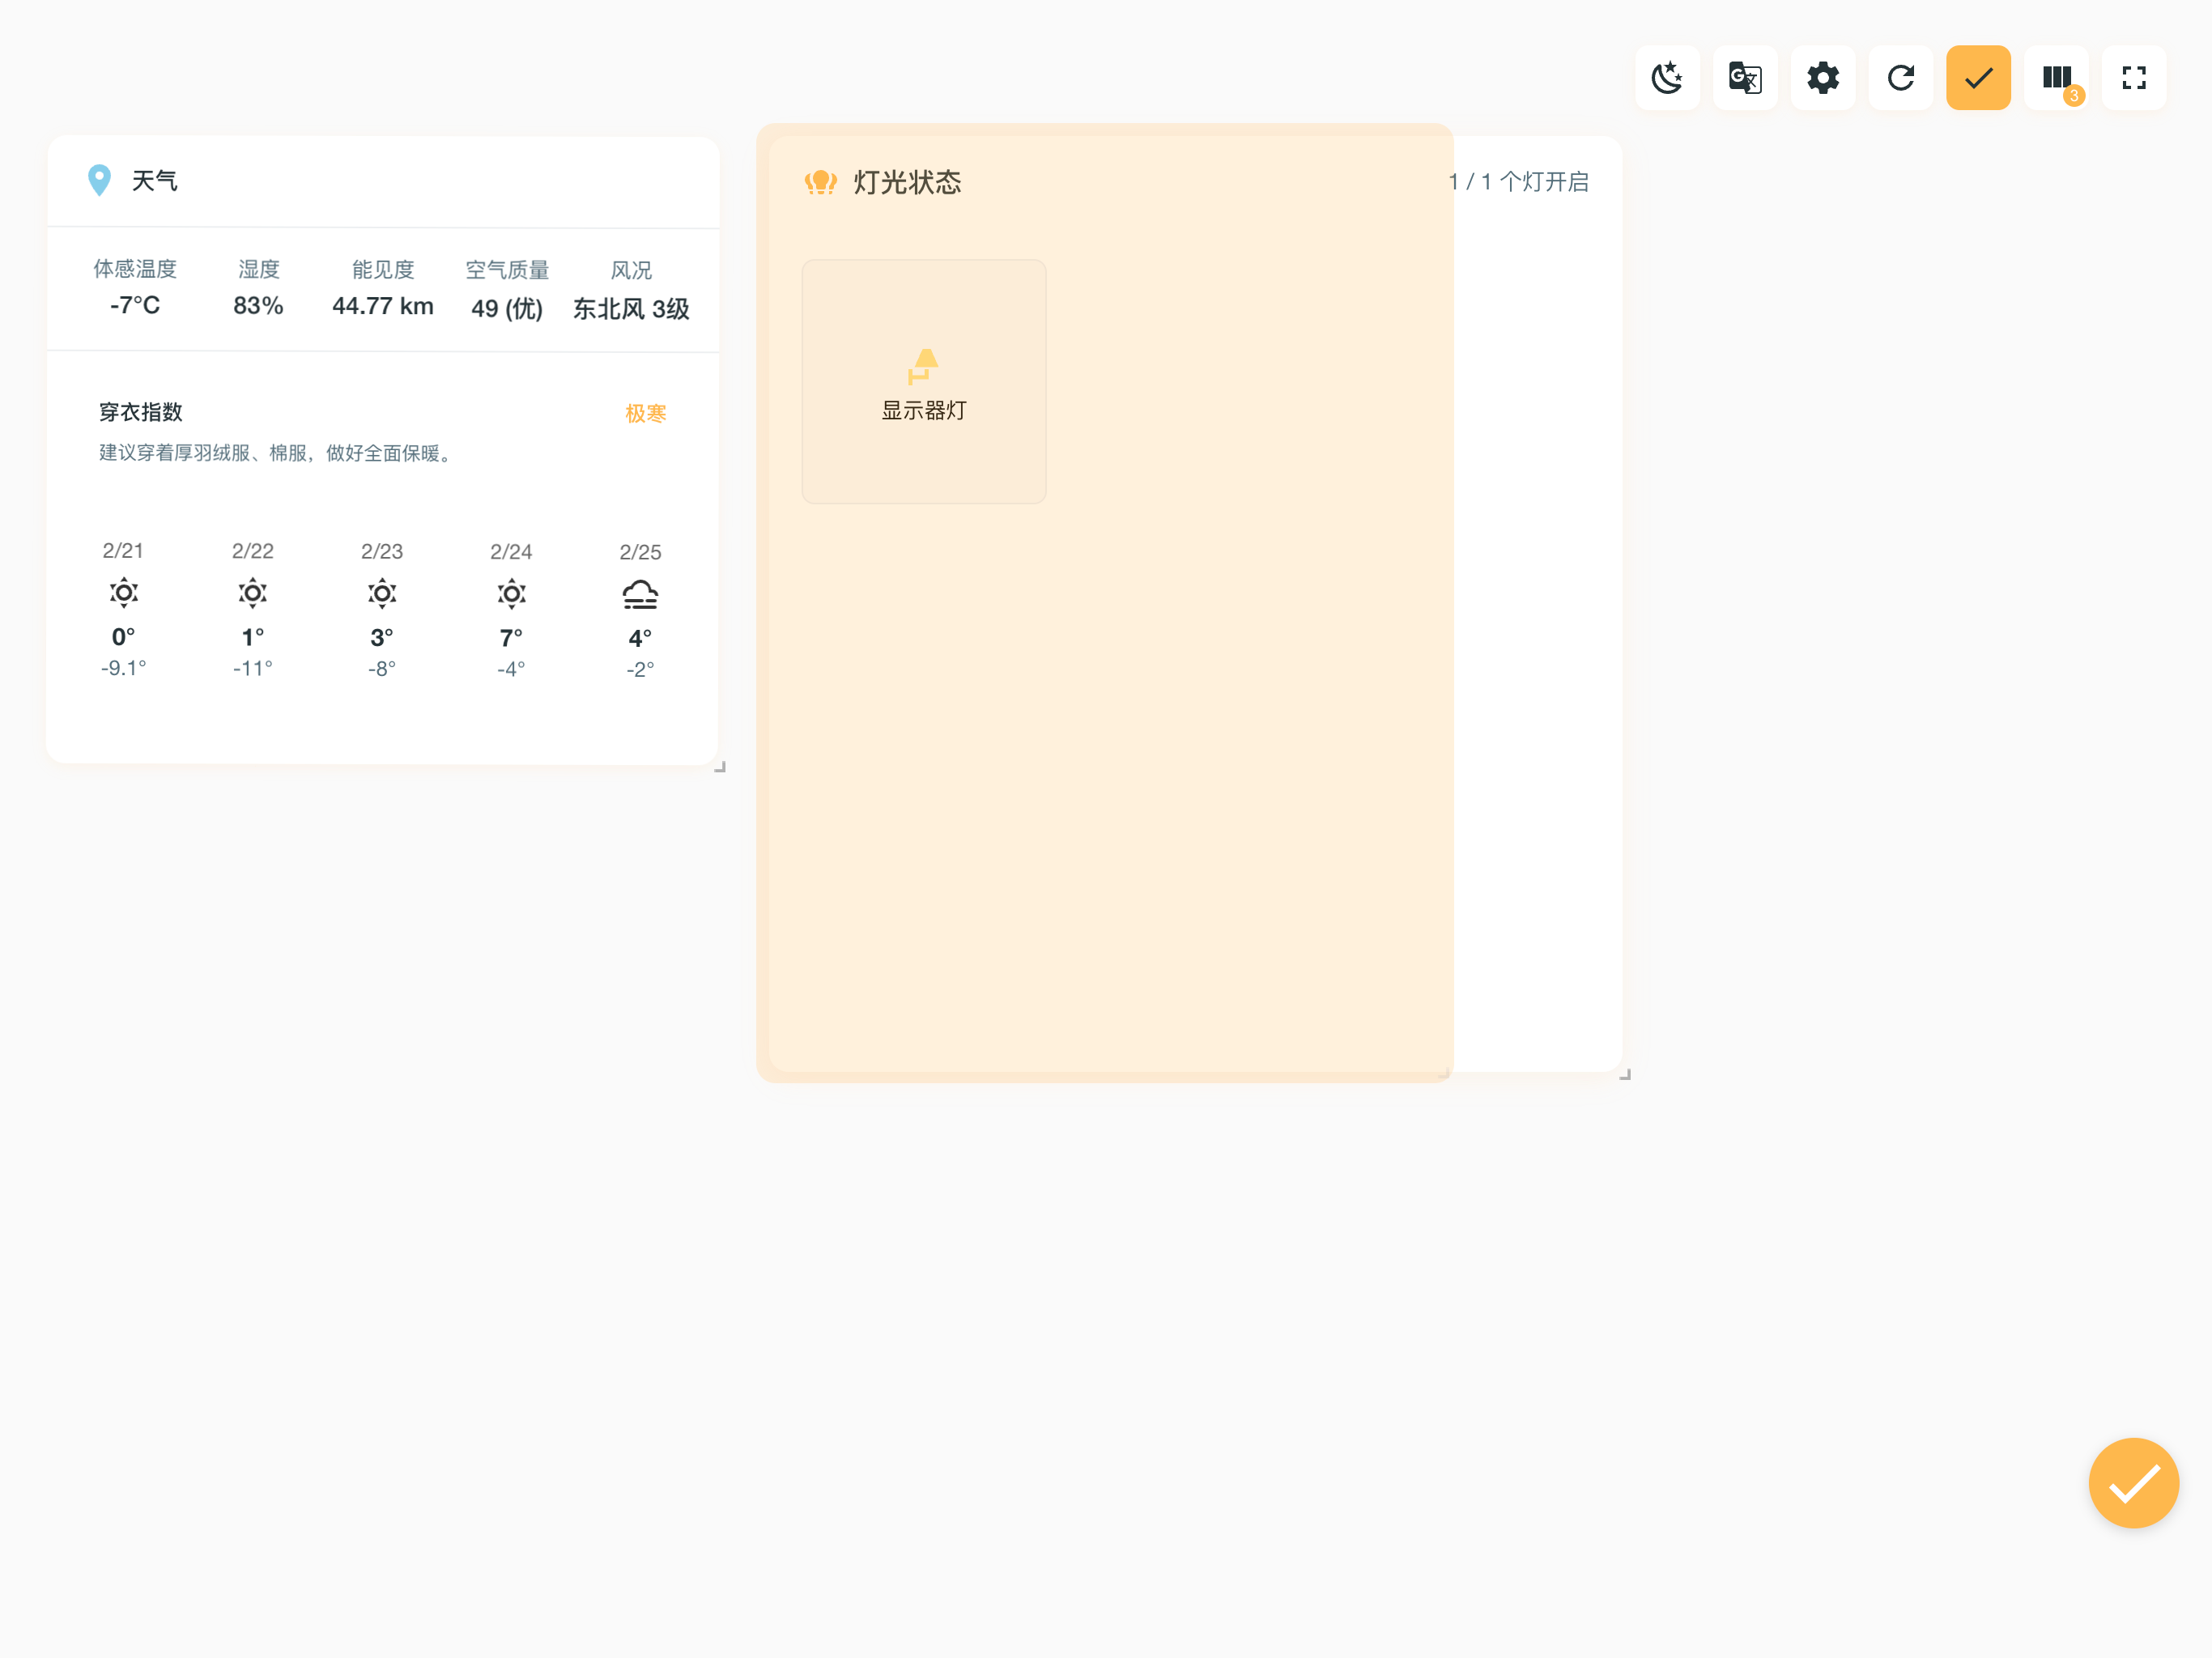 3
天气
体感温度 湿度 能见度 空气质量 风况
-7°C 83% 44.77 km 49 (优) 东北风 3级
穿衣指数 极寒
建议穿着厚羽绒服、棉服，做好全面保暖。
2/21 2/22 2/23 2/24 2/25
0° 1° 3° 7° 4°
-9.1° -11° -8° -4° -2°
灯光状态 1 / 1 个灯开启
显示器灯